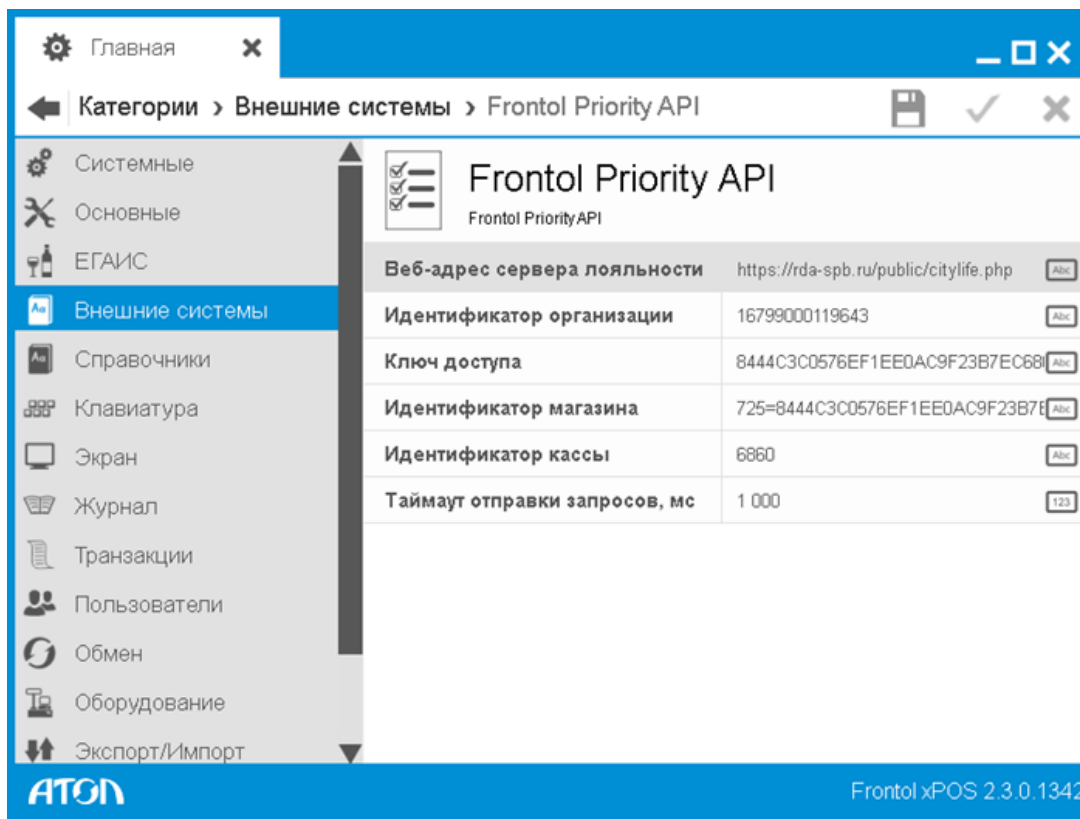 Главная
Категории › Внешние системы › Frontol Priority API
Системные
Основные
ЕГАИС
Внешние системы
Справочники
Клавиатура
Экран
Журнал
Транзакции
Пользователи
Обмен
Оборудование
Экспорт/Импорт
Frontol Priority API
Frontol Priority API
Веб-адрес сервера лояльности https://rda-spb.ru/public/citylife.php Abc
Идентификатор организации 16799000119643 Abc
Ключ доступа 8444C3C0576EF1EE0AC9F23B7EC68 Abc
Идентификатор магазина 725=8444C3C0576EF1EE0AC9F23B7E Abc
Идентификатор кассы 6860 Abc
Таймаут отправки запросов, мс 1 000 123
АТОЛ
Frontol xPOS 2.3.0.1342